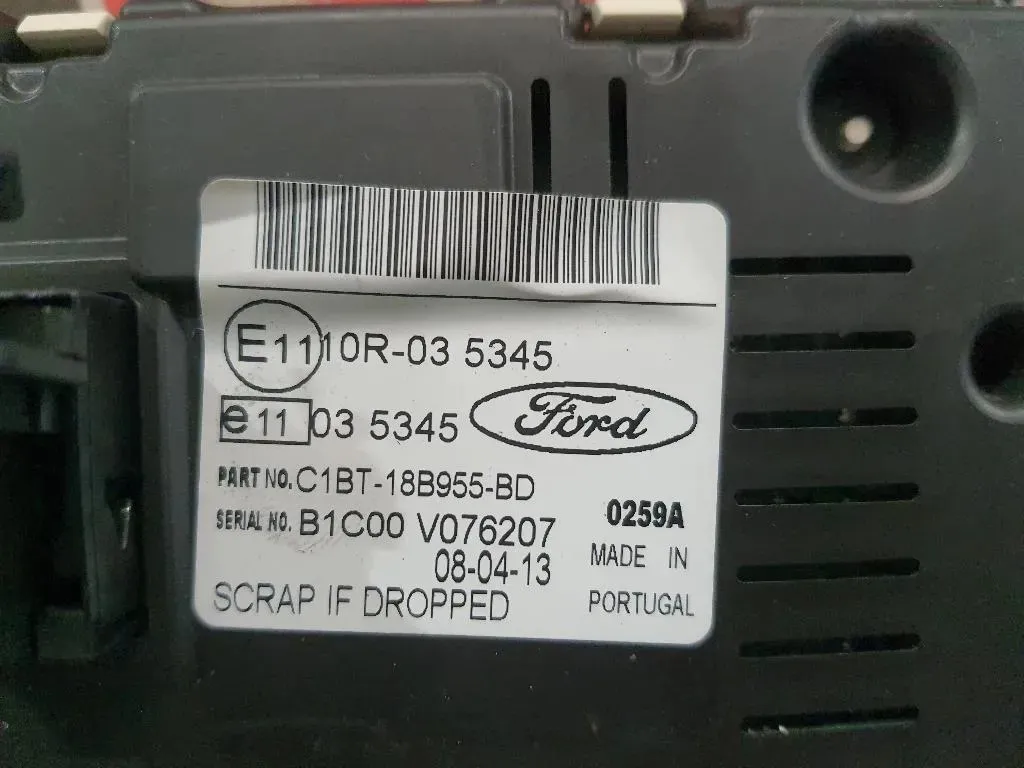 E11 10R-03 5345
e11 03 5345 Ford
PART NO. C1BT-18B955-BD
SERIAL NO. B1C00 V076207 0259A
08-04-13 MADE IN
SCRAP IF DROPPED PORTUGAL